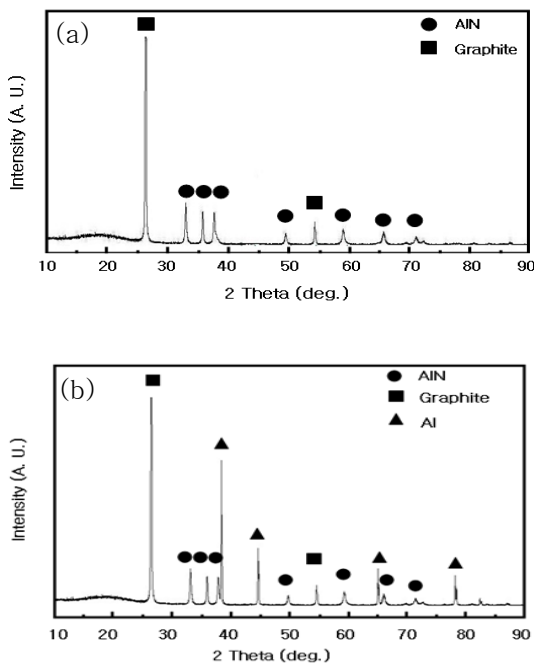 (a)
AlN
Graphite
Intensity (A. U.)
10 20 30 40 50 60 70 80 90
2 Theta (deg.)
(b)
AlN
Graphite
Al
Intensity (A. U.)
10 20 30 40 50 60 70 80 90
2 Theta (deg.)